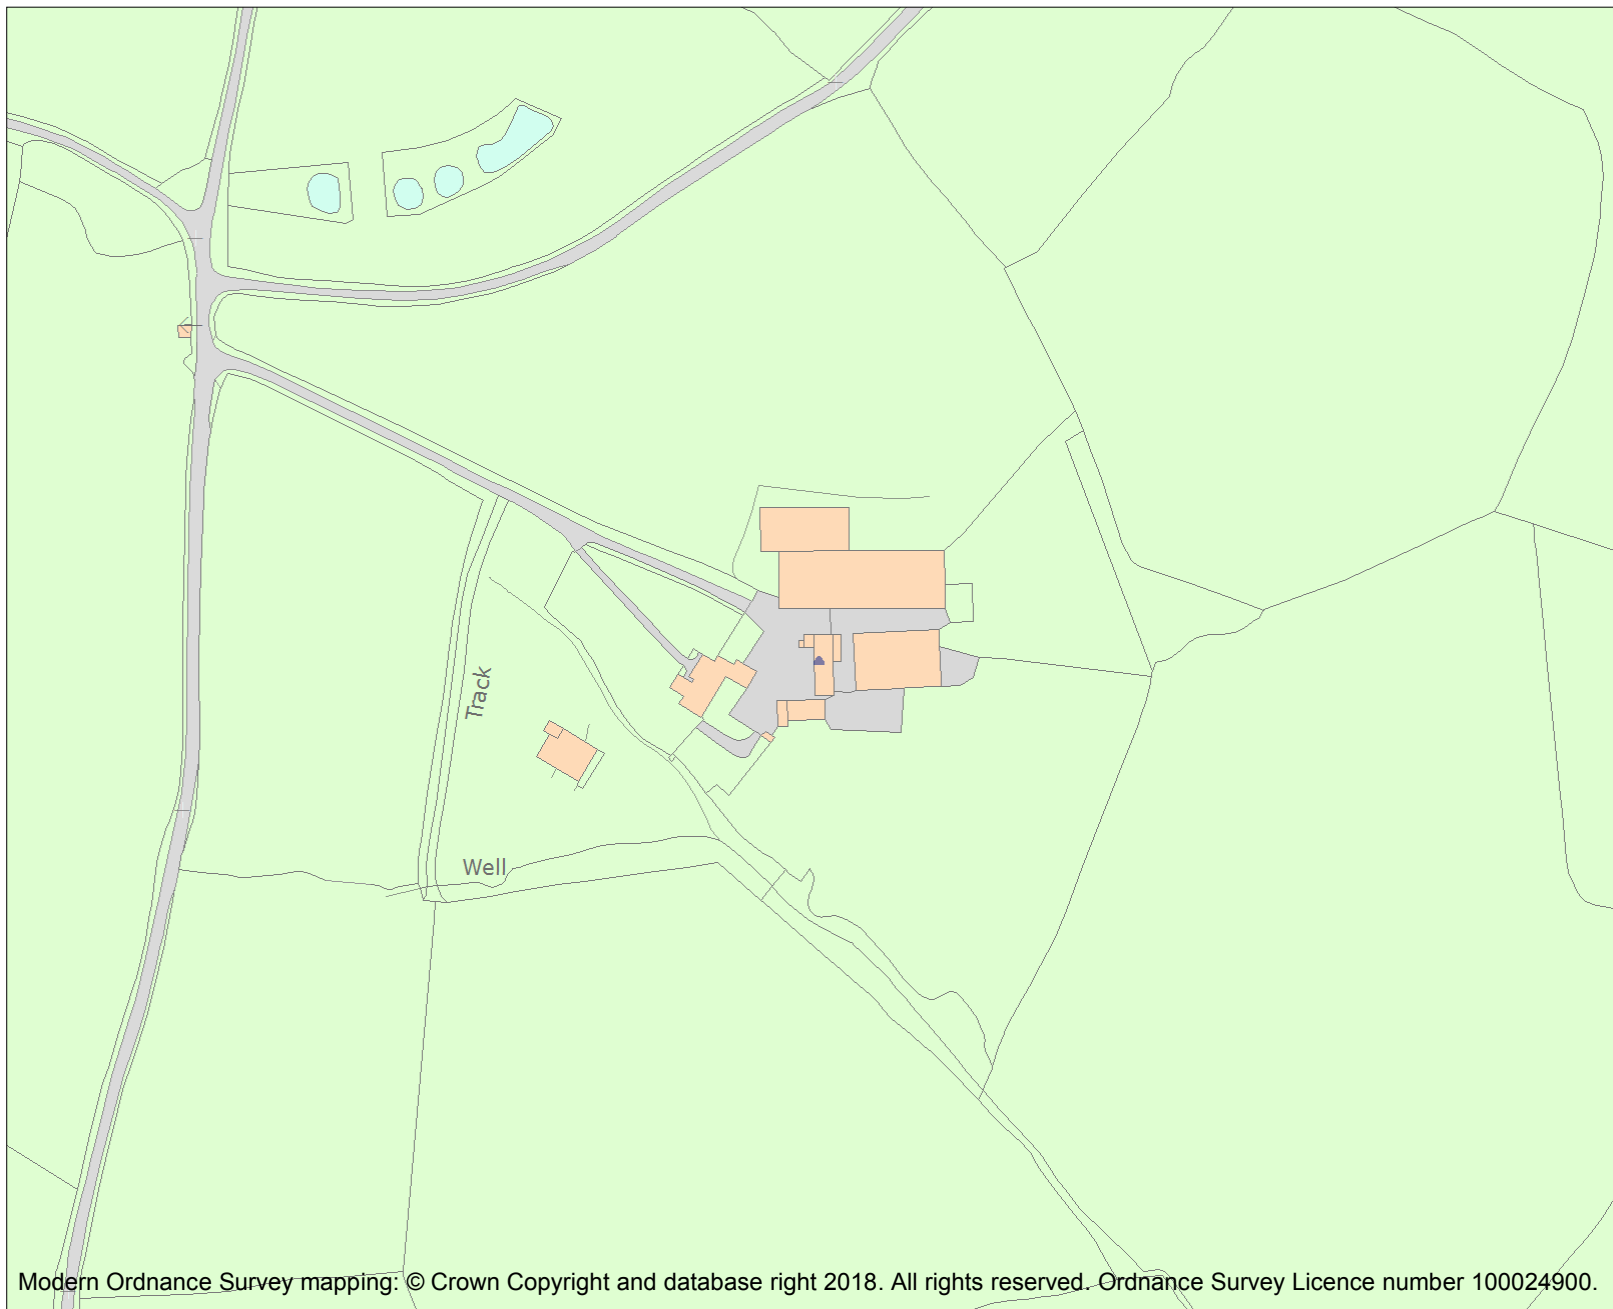 Track
Well
Modern Ordnance Survey mapping: © Crown Copyright and database right 2018. All rights reserved. Ordnance Survey Licence number 100024900.